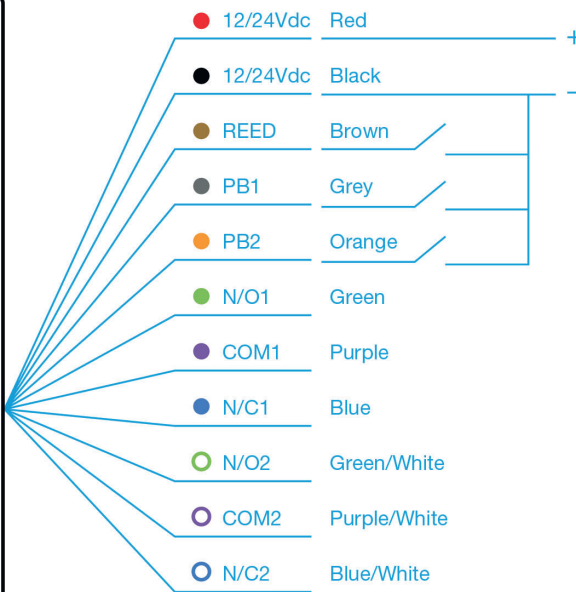 12/24Vdc Red +
12/24Vdc Black -
REED Brown
PB1 Grey
PB2 Orange
N/O1 Green
COM1 Purple
N/C1 Blue
N/O2 Green/White
COM2 Purple/White
N/C2 Blue/White